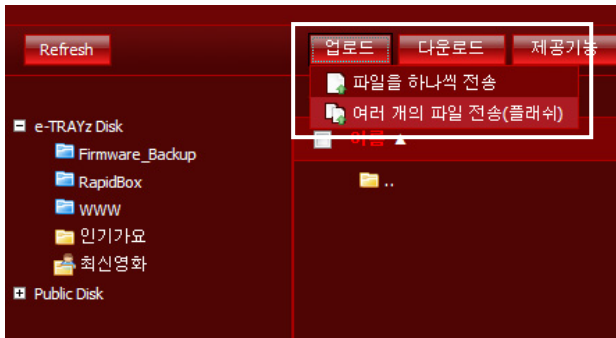 Refresh
업로드 다운로드 제공기능
파일을 하나씩 전송
여러 개의 파일 전송(플래쉬)
이름 ▲
e-TRAYz Disk
Firmware_Backup
RapidBox
WWW
인기가요
최신영화
Public Disk
..